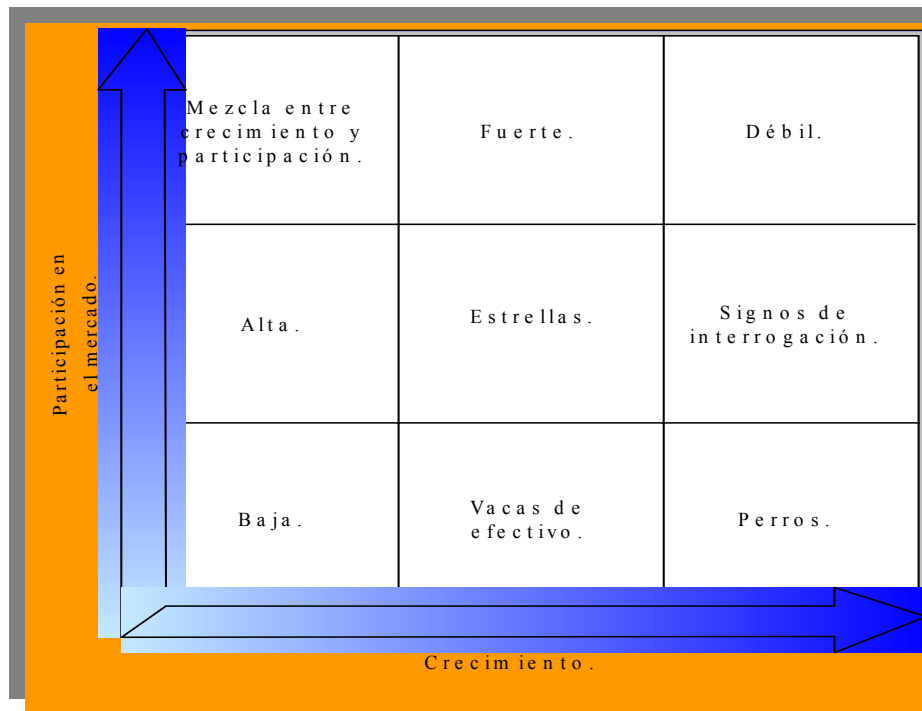 Mezcla entre
crecimiento y
participación.
Fuerte.
Débil.
Participación en
el mercado.
Alta.
Estrellas.
Signos de
interrogación.
Baja.
Vacas de
efectivo.
Perros.
Crecimiento.